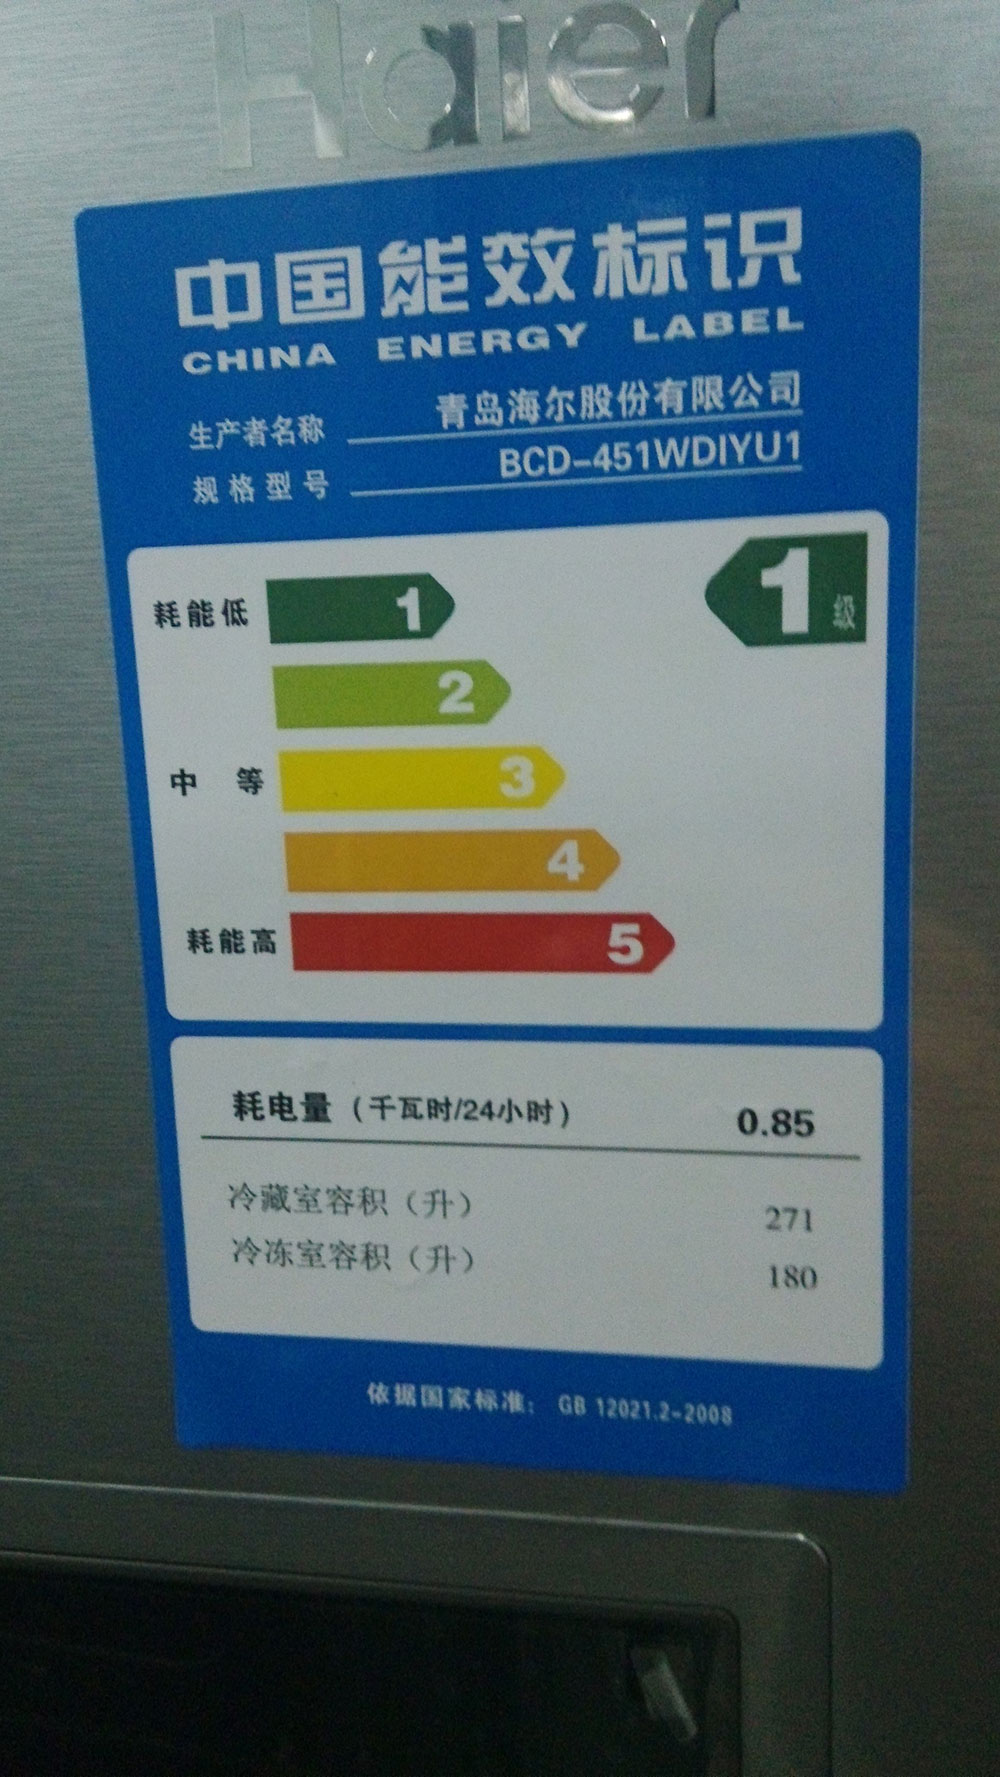 Haier
中国能效标识
CHINA ENERGY LABEL
生产者名称 青岛海尔股份有限公司
规格型号 BCD-451WDIYU1
耗能低 1 1级
2
中等 3
4
耗能高 5
耗电量（千瓦时/24小时） 0.85
冷藏室容积（升） 271
冷冻室容积（升） 180
依据国家标准：GB 12021.2-2008